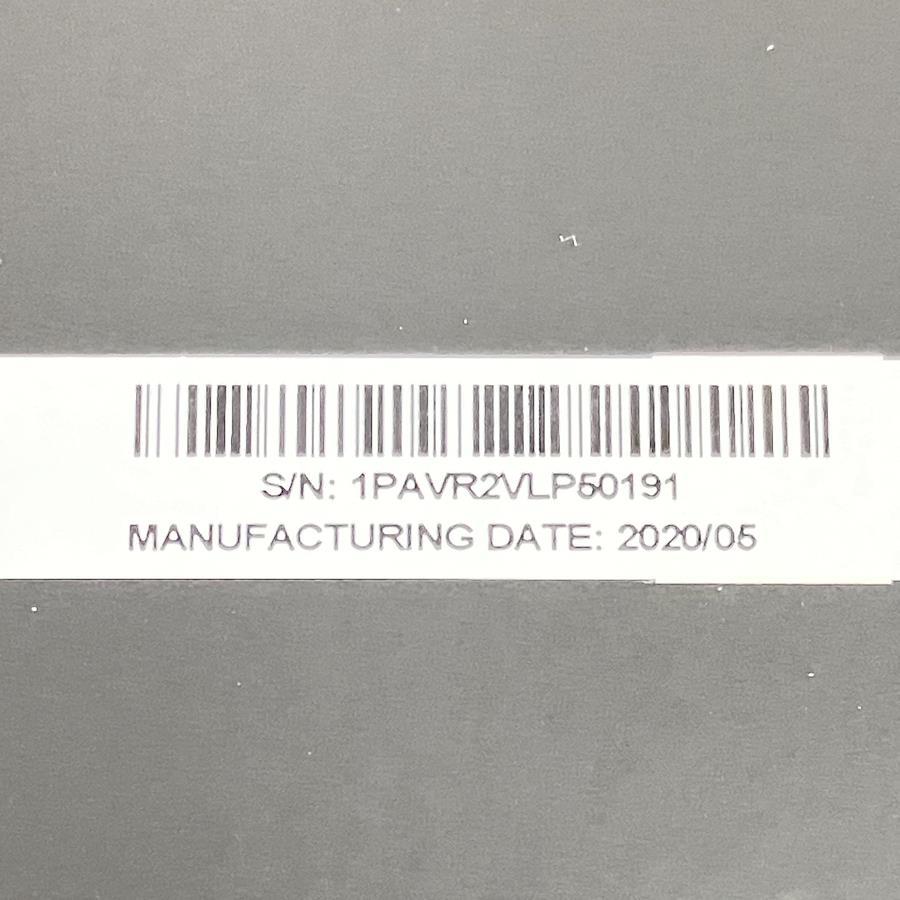 S/N: 1PAVR2VLP50191
MANUFACTURING DATE: 2020/05